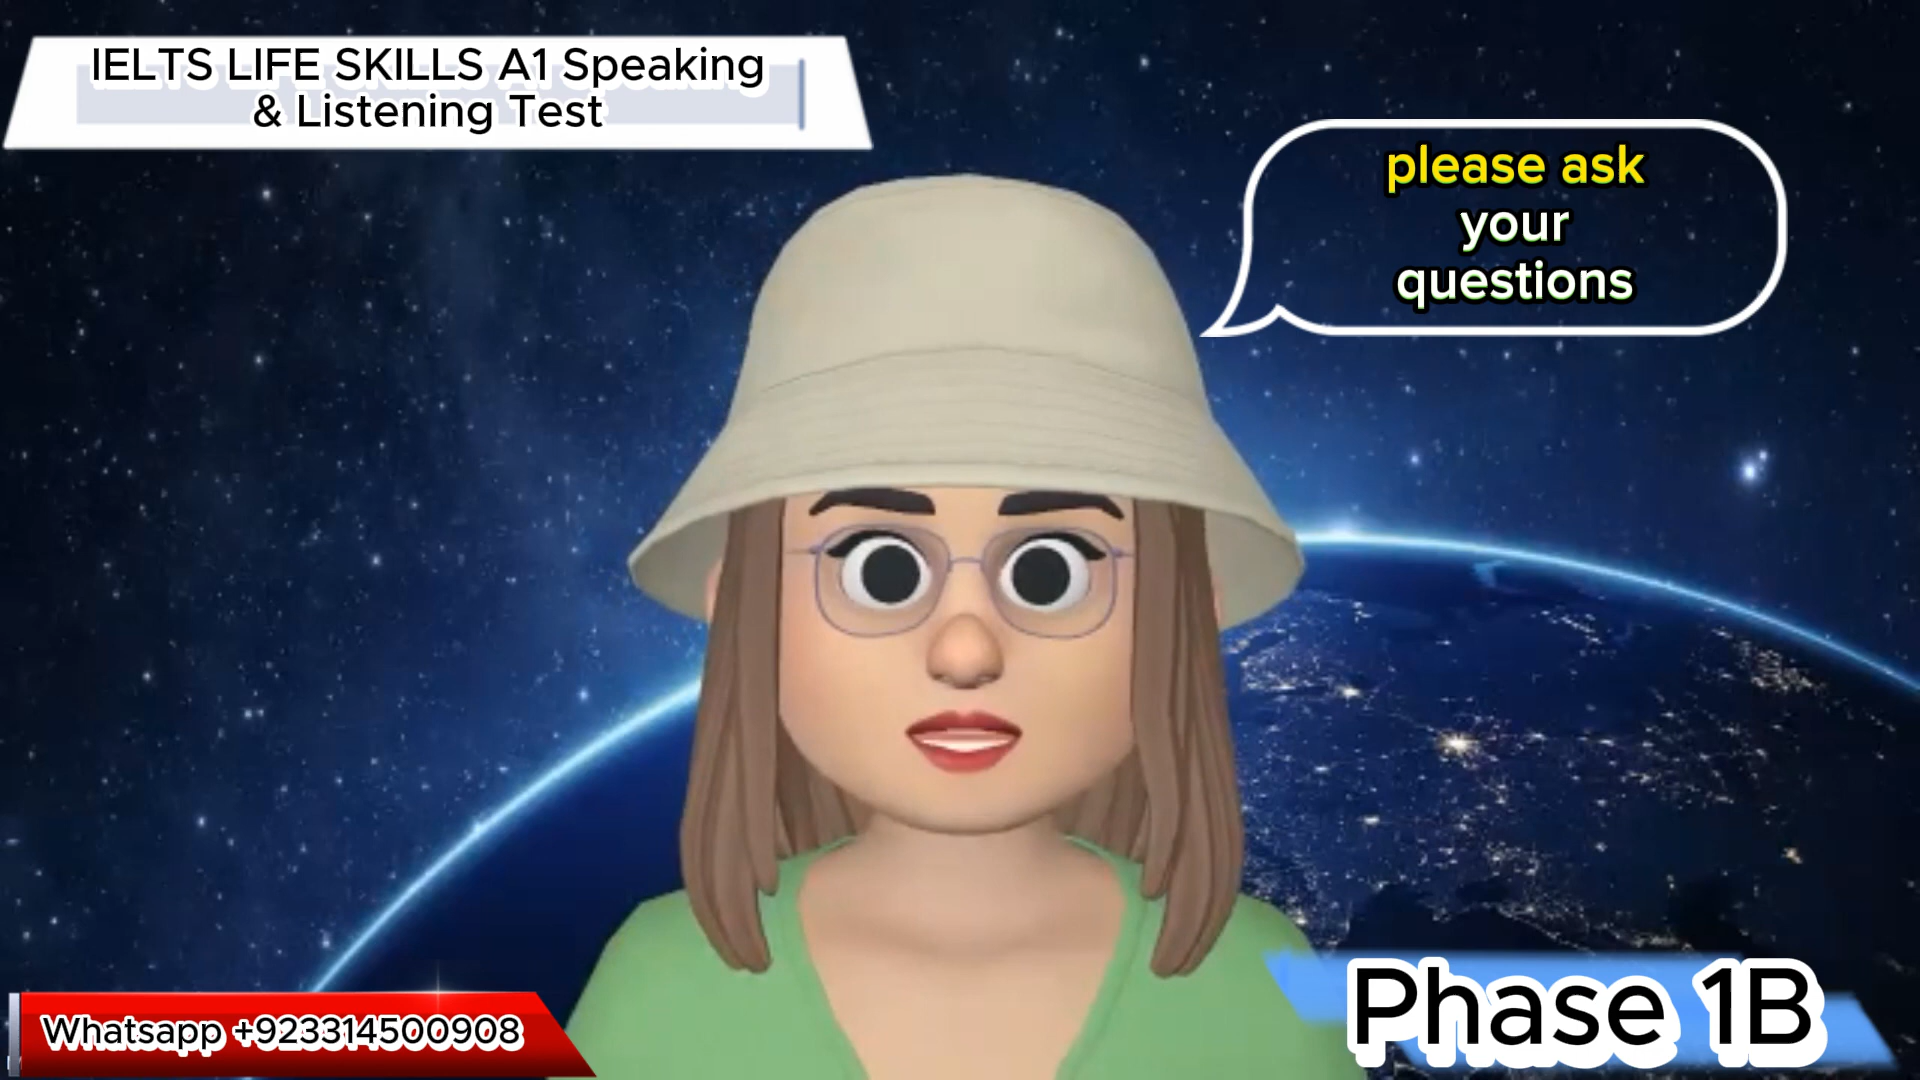 IELTS LIFE SKILLS A1 Speaking
& Listening Test
please ask
your
questions
Whatsapp +923314500908
Phase 1B